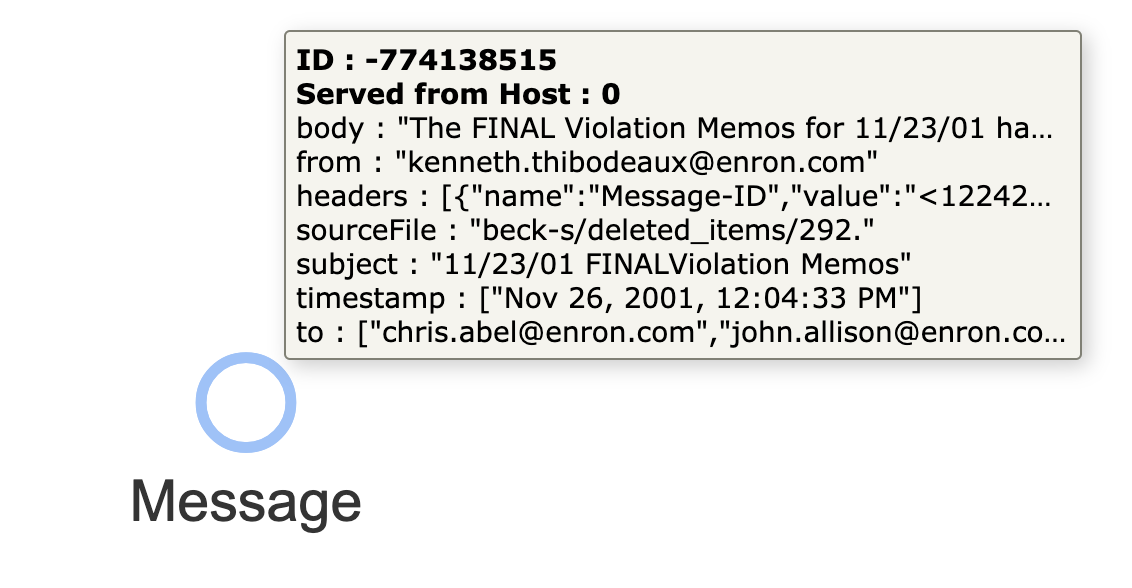 ID : -774138515
Served from Host : 0
body : "The FINAL Violation Memos for 11/23/01 ha...
from : "kenneth.thibodeaux@enron.com"
headers : [{"name":"Message-ID","value":"<12242...
sourceFile : "beck-s/deleted_items/292."
subject : "11/23/01 FINALViolation Memos"
timestamp : ["Nov 26, 2001, 12:04:33 PM"]
to : ["chris.abel@enron.com","john.allison@enron.co...
Message